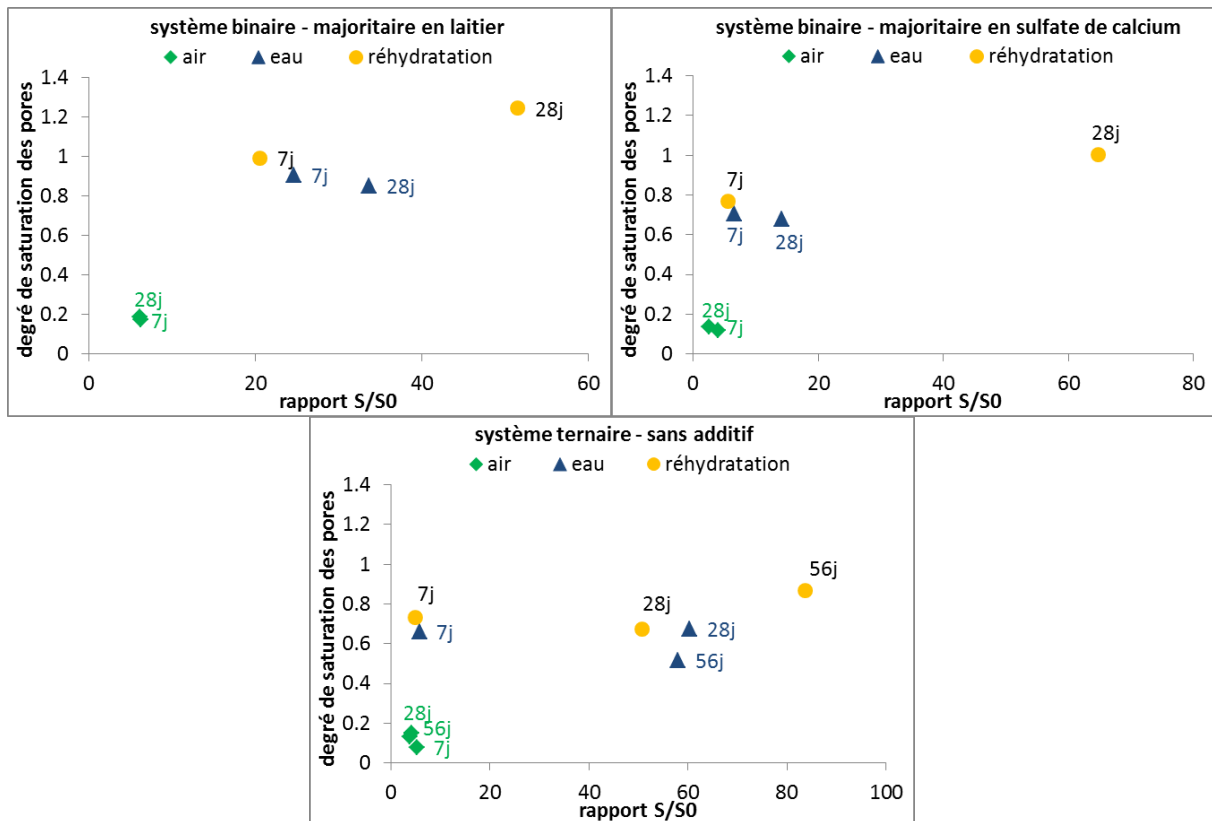 système binaire - majoritaire en laitier
air eau réhydratation
degré de saturation des pores
1.4
1.2
1
0.8
0.6
0.4
0.2
0
28j
7j
7j
28j
28j
7j
0 20 40 60
rapport S/S0
système binaire - majoritaire en sulfate de calcium
air eau réhydratation
degré de saturation des pores
1.4
1.2
1
0.8
0.6
0.4
0.2
0
28j
7j
7j
28j
28j
7j
0 20 40 60 80
rapport S/S0
système ternaire - sans additif
air eau réhydratation
degré de saturation des pores
1.4
1.2
1
0.8
0.6
0.4
0.2
0
56j
7j
28j
7j
28j
56j
28j
56j
7j
0 20 40 60 80 100
rapport S/S0